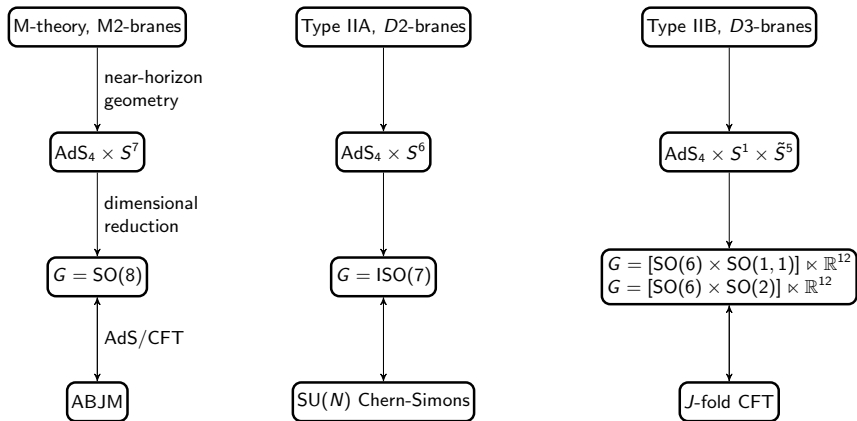 M-theory, M2-branes
Type IIA, D2-branes
Type IIB, D3-branes
near-horizon
geometry
AdS₄ × S⁷
AdS₄ × S⁶
AdS₄ × S¹ × S̃⁵
dimensional
reduction
G = SO(8)
G = ISO(7)
G = [SO(6) × SO(1, 1)] ⋉ ℝ¹²
G = [SO(6) × SO(2)] ⋉ ℝ¹²
AdS/CFT
ABJM
SU(N) Chern-Simons
J-fold CFT